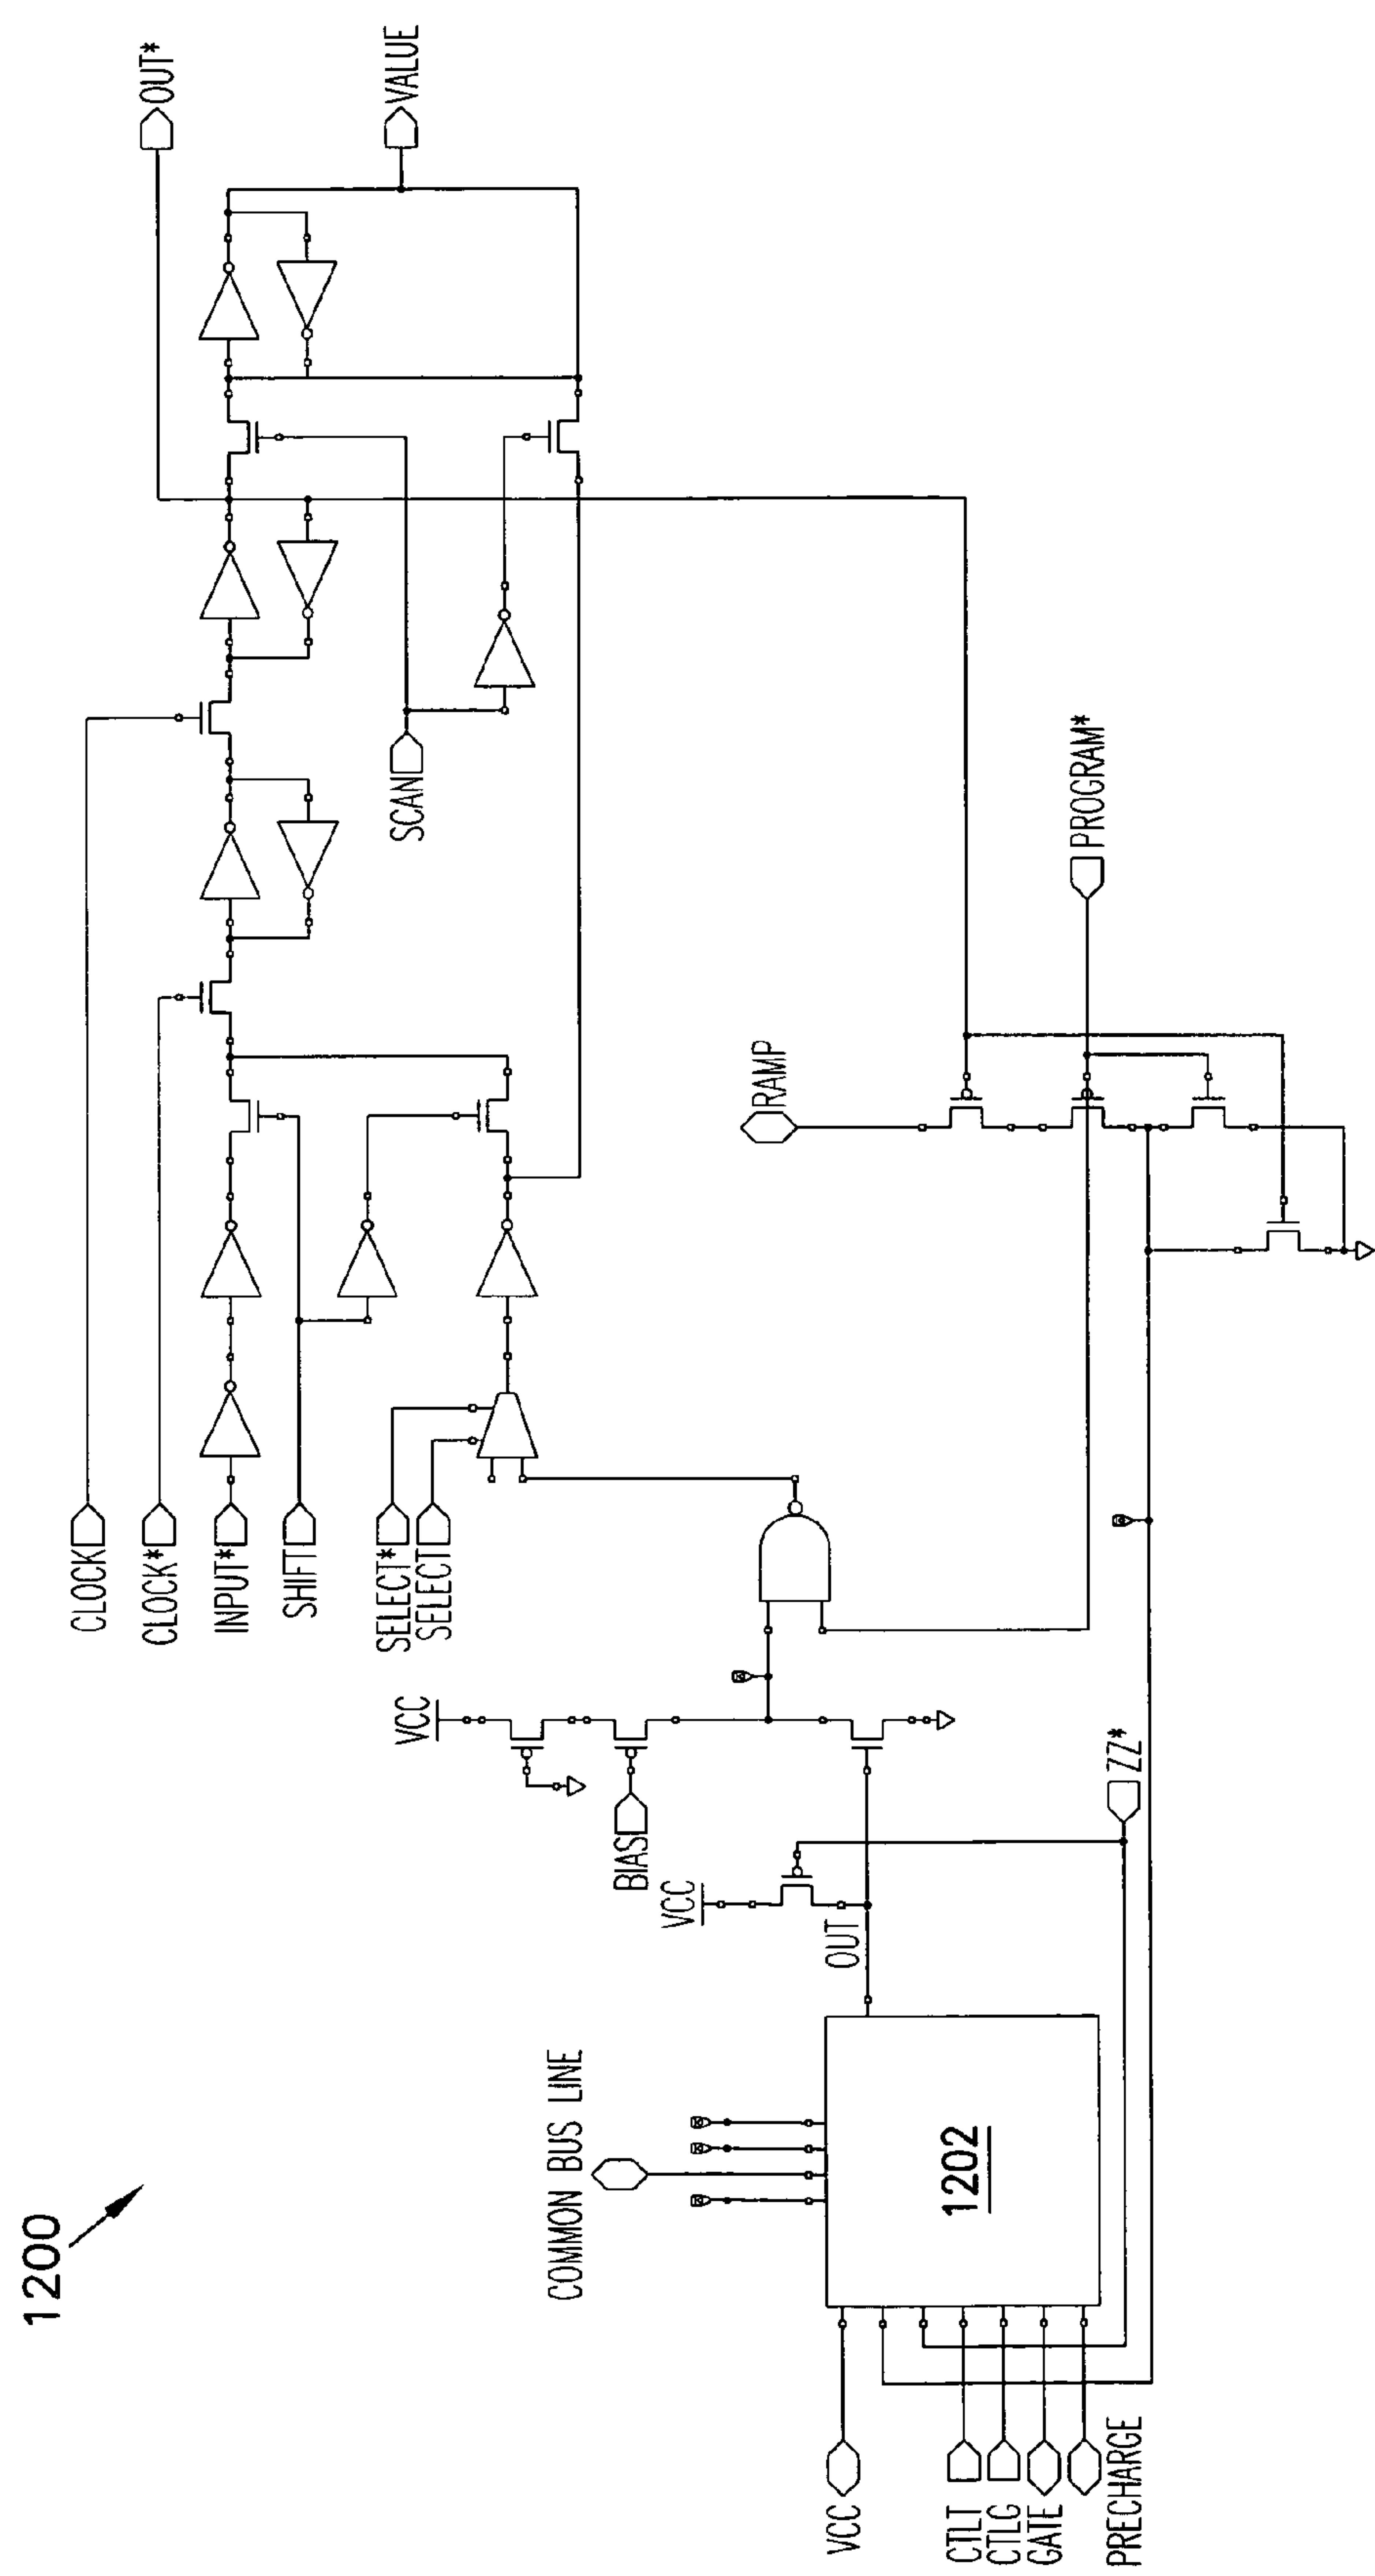 1200
OUT*
VALUE
CLOCK
CLOCK*
INPUT*
SHIFT
SELECT*
SELECT
SCAN
VCC
BIAS
VCC
OUT
RAMP
PROGRAM*
ZZ*
COMMON BUS LINE
1202
VCC
CTLT
CTLG
GATE
PRECHARGE